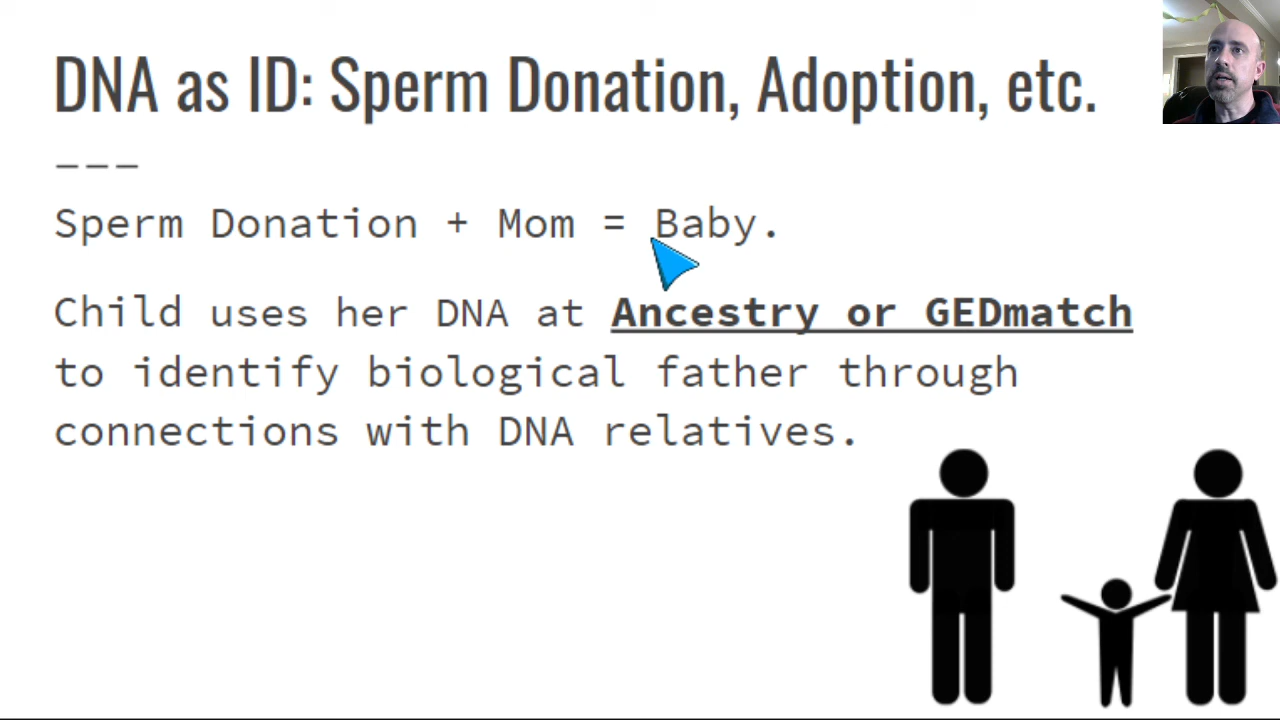 DNA as ID: Sperm Donation, Adoption, etc.
---
Sperm Donation + Mom = Baby.
Child uses her DNA at Ancestry or GEDmatch
to identify biological father through
connections with DNA relatives.